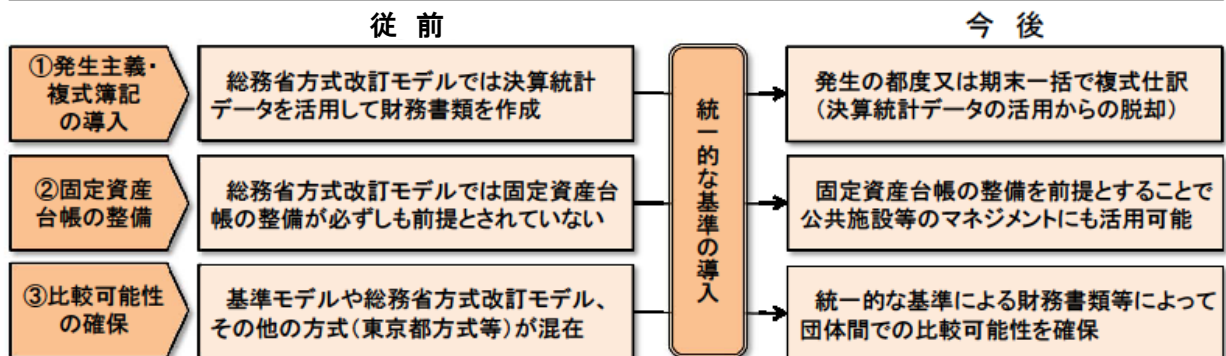 従 前
今 後
①発生主義・
複式簿記
の導入
総務省方式改訂モデルでは決算統計
データを活用して財務書類を作成
発生の都度又は期末一括で複式仕訳
（決算統計データの活用からの脱却）
②固定資産
台帳の整備
総務省方式改訂モデルでは固定資産台
帳の整備が必ずしも前提とされていない
固定資産台帳の整備を前提とすることで
公共施設等のマネジメントにも活用可能
③比較可能性
の確保
基準モデルや総務省方式改訂モデル、
その他の方式（東京都方式等）が混在
統一的な基準による財務書類等によって
団体間での比較可能性を確保
統一的な基準の導入